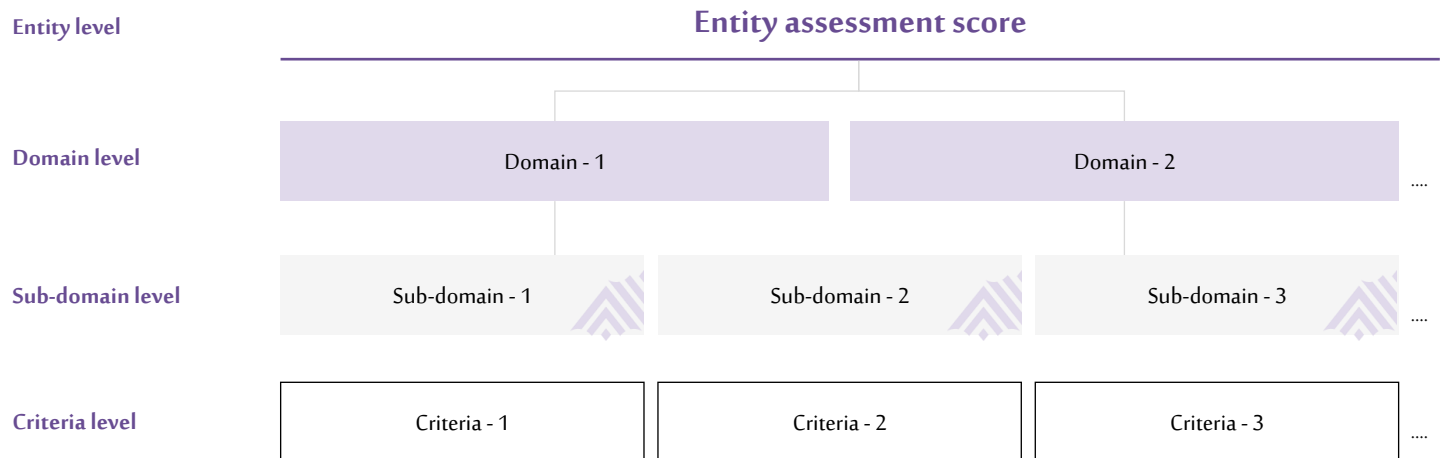 Entity level
Entity assessment score
Domain level
Domain - 1
Domain - 2
....
Sub-domain level
Sub-domain - 1
Sub-domain - 2
Sub-domain - 3
....
Criteria level
Criteria - 1
Criteria - 2
Criteria - 3
....